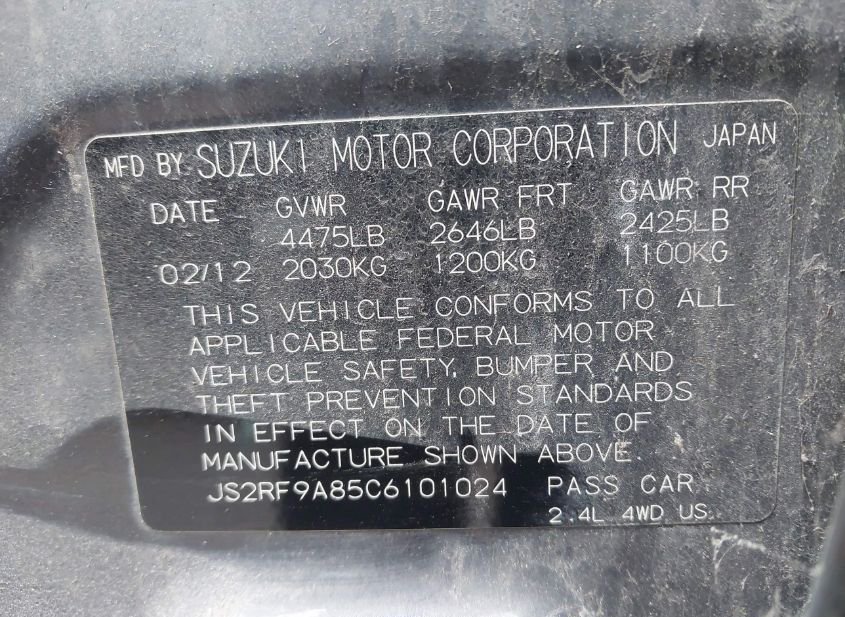 MFD BY SUZUKI MOTOR CORPORATION JAPAN
DATE GVWR GAWR FRT GAWR RR
4475LB 2646LB 2425LB
02/12 2030KG 1200KG 1100KG
THIS VEHICLE CONFORMS TO ALL
APPLICABLE FEDERAL MOTOR
VEHICLE SAFETY, BUMPER AND
THEFT PREVENTION STANDARDS
IN EFFECT ON THE DATE OF
MANUFACTURE SHOWN ABOVE.
JS2RF9A85C6101024 PASS CAR
2.4L 4WD US